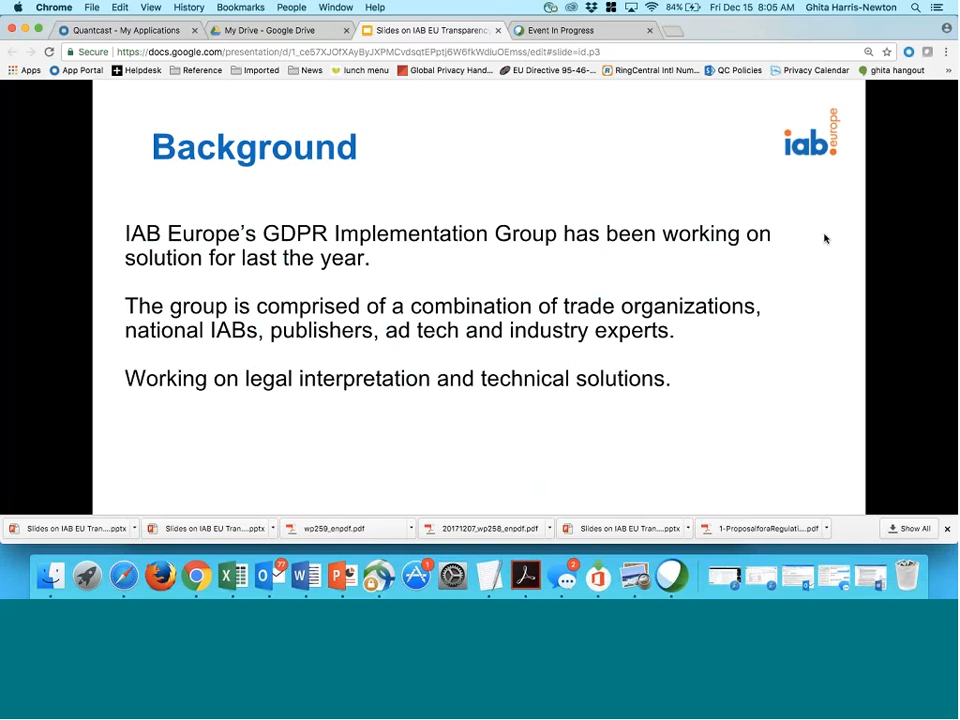 Chrome File Edit View History Bookmarks People Window Help 84% Fri Dec 15 8:05 AM Ghita Harris-Newton
Quantcast - My Applications × My Drive - Google Drive × Slides on IAB EU Transparency × Event In Progress ×
Secure https://docs.google.com/presentation/d/1_ce57XJOfXAyByJXPMCvdsqtEPptj6W6fkWdiuOEmss/edit#slide=id.p3
Apps App Portal Helpdesk Reference Imported News lunch menu Global Privacy Hand... EU Directive 95-46-... RingCentral Intl Num... QC Policies Privacy Calendar ghita hangout »
Background
iab.europe
IAB Europe’s GDPR Implementation Group has been working on
solution for last the year.
The group is comprised of a combination of trade organizations,
national IABs, publishers, ad tech and industry experts.
Working on legal interpretation and technical solutions.
Slides on IAB EU Tran....pptx Slides on IAB EU Tran....pptx wp259_enpdf.pdf 20171207_wp258_enpdf.pdf Slides on IAB EU Tran....pptx 1-ProposalforaRegulati....pdf Show All ×
77 1 2